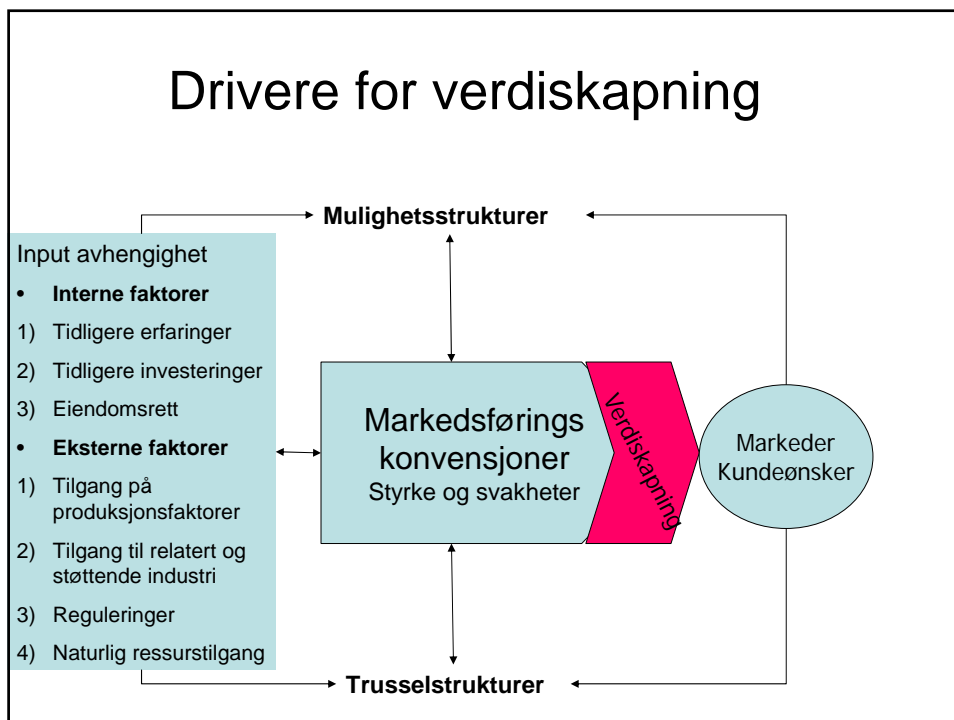 Drivere for verdiskapning
Mulighetsstrukturer
Input avhengighet
• Interne faktorer
1) Tidligere erfaringer
2) Tidligere investeringer
3) Eiendomsrett
• Eksterne faktorer
1) Tilgang på
produksjonsfaktorer
2) Tilgang til relatert og
støttende industri
3) Reguleringer
4) Naturlig ressurstilgang
Markedsførings
konvensjoner
Styrke og svakheter
Verdiskapning
Markeder
Kundeønsker
Trusselstrukturer